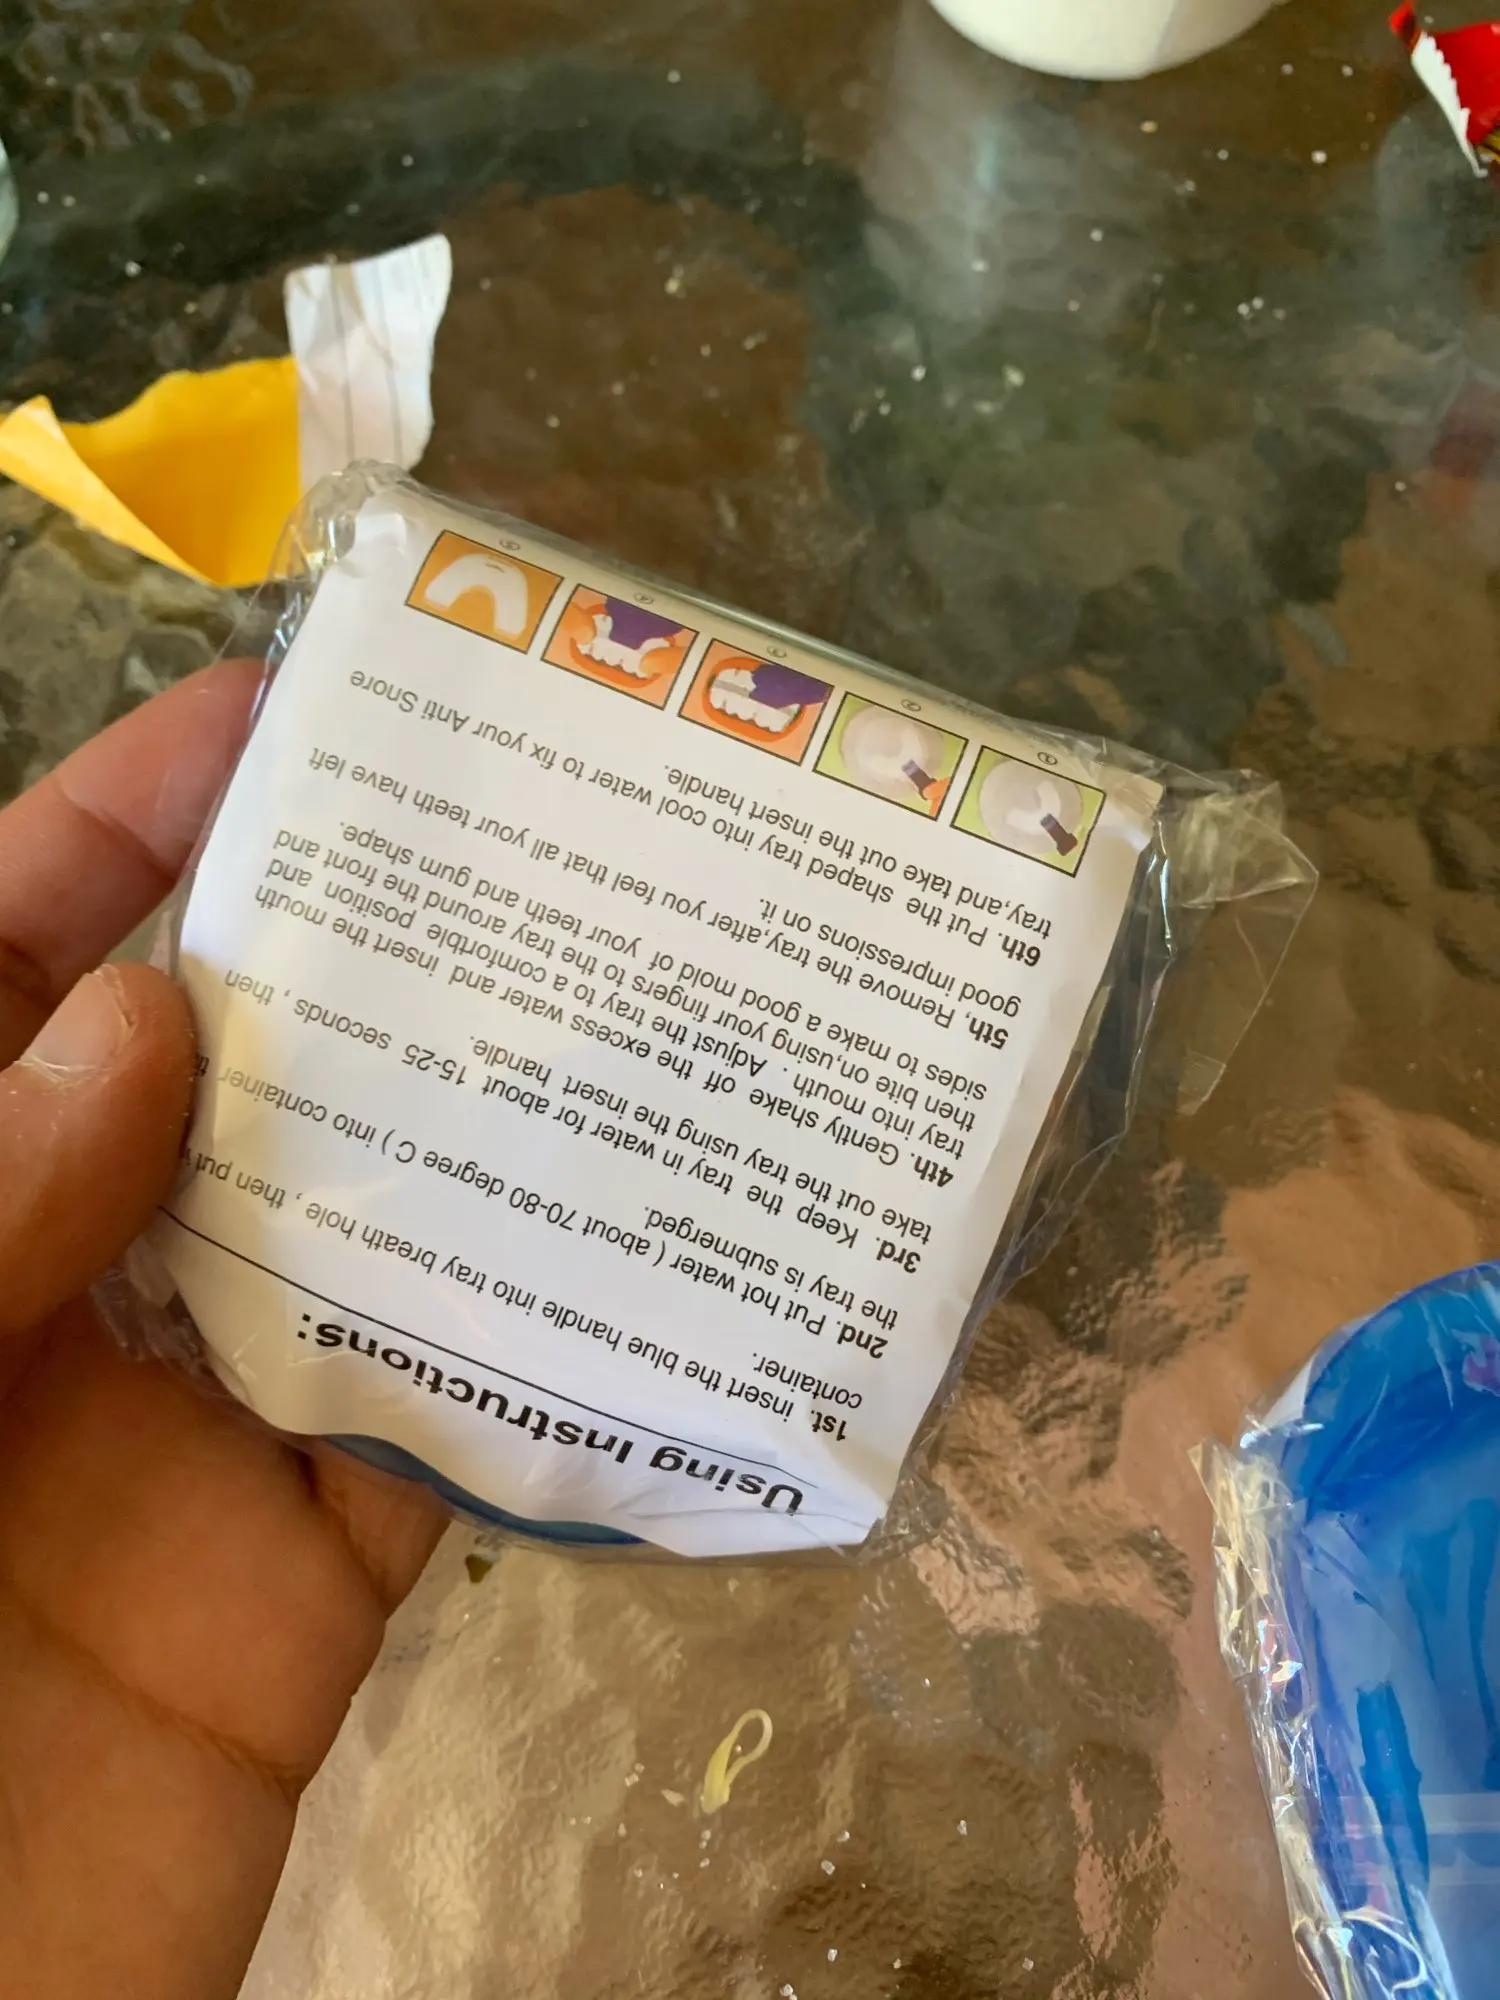 Using Instructions:
1st. insert the blue handle into tray breath hole , then put
container.
2nd. Put hot water ( about 70-80 degree C ) into container
the tray is submerged.
3rd. Keep the tray in water for about 15-25 seconds , then
take out the tray using the insert handle.
4th. Gently shake off the excess water and insert the mouth
tray into mouth . Adjust the tray to a comforble position and
then bite on,using your fingers to the tray around the front and
sides to make a good mold of your teeth and gum shape.
5th, Remove the tray,after you feel that all your teeth have left
good impressions on it.
6th. Put the shaped tray into cool water to fix your Anti Snore
tray,and take out the insert handle.
① ② ③ ④ ⑤